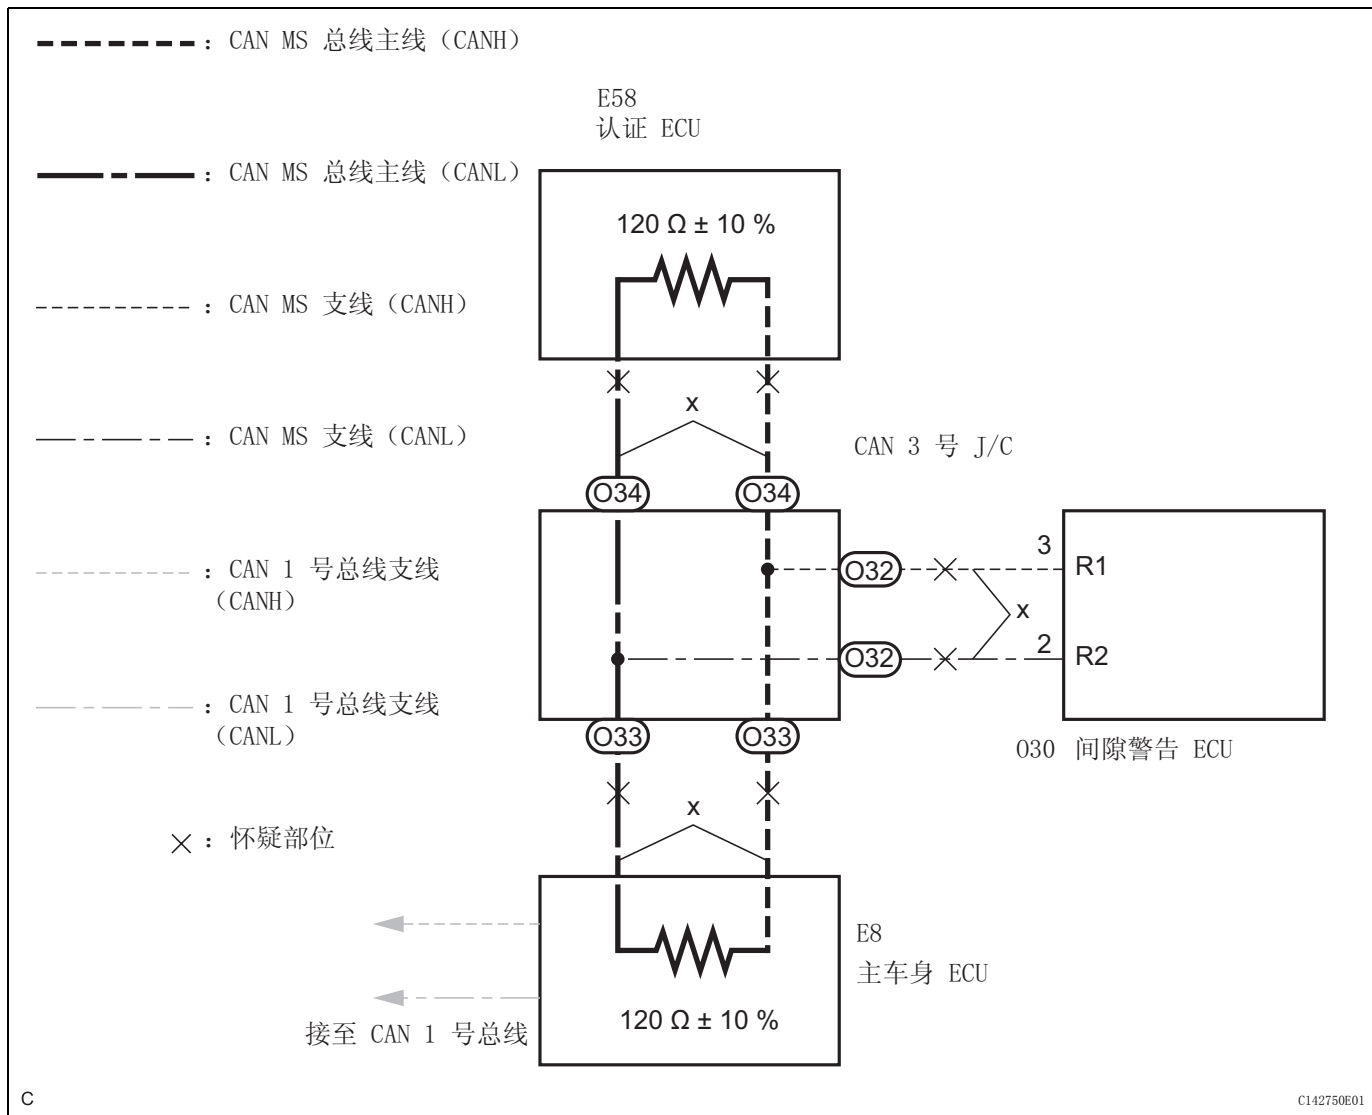 ：CAN MS 总线主线（CANH）
E58
认证 ECU
：CAN MS 总线主线（CANL）
120 Ω ± 10 %
：CAN MS 支线（CANH）
x
：CAN MS 支线（CANL）
CAN 3 号 J/C
O34
O34
3
R1
O32
：CAN 1 号总线支线
（CANH）
x
2
R2
O32
：CAN 1 号总线支线
（CANL）
O33
O33
O30 间隙警告 ECU
x
：怀疑部位
E8
主车身 ECU
接至 CAN 1 号总线
120 Ω ± 10 %
C
C142750E01